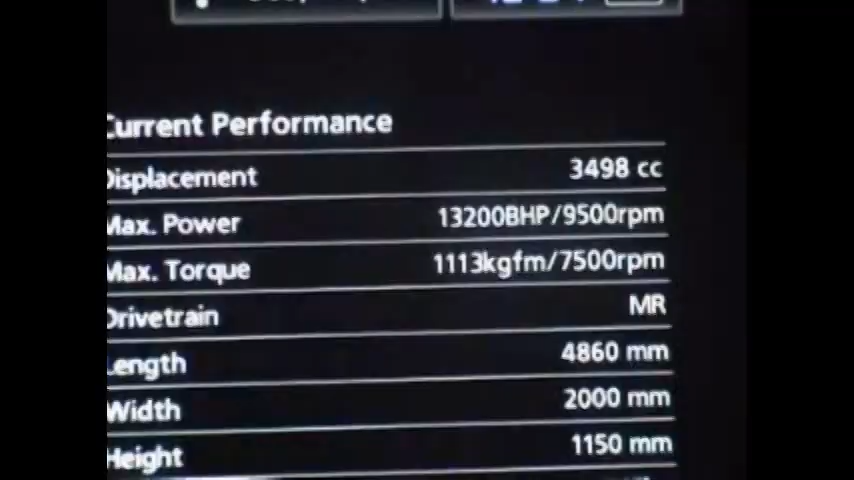 Current Performance
Displacement 3498 cc
Max. Power 13200BHP/9500rpm
Max. Torque 1113kgfm/7500rpm
Drivetrain MR
Length 4860 mm
Width 2000 mm
Height 1150 mm